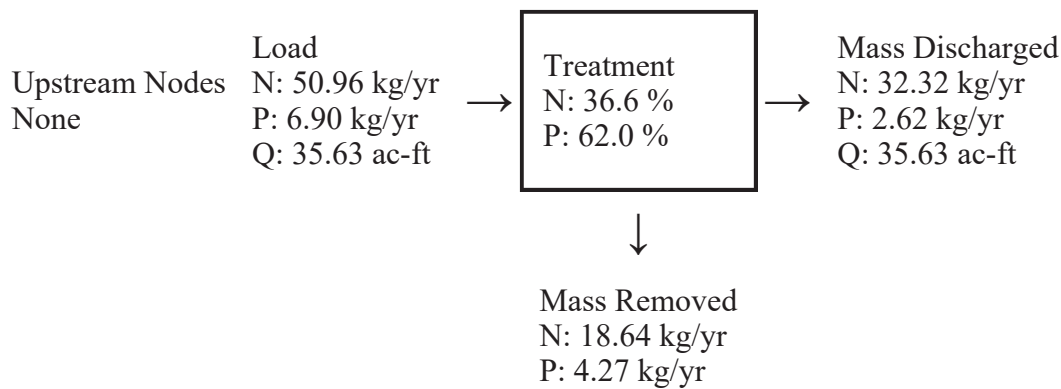 Upstream Nodes
None
Load
N: 50.96 kg/yr
P: 6.90 kg/yr
Q: 35.63 ac-ft
→
Treatment
N: 36.6 %
P: 62.0 %
→
Mass Discharged
N: 32.32 kg/yr
P: 2.62 kg/yr
Q: 35.63 ac-ft
↓
Mass Removed
N: 18.64 kg/yr
P: 4.27 kg/yr